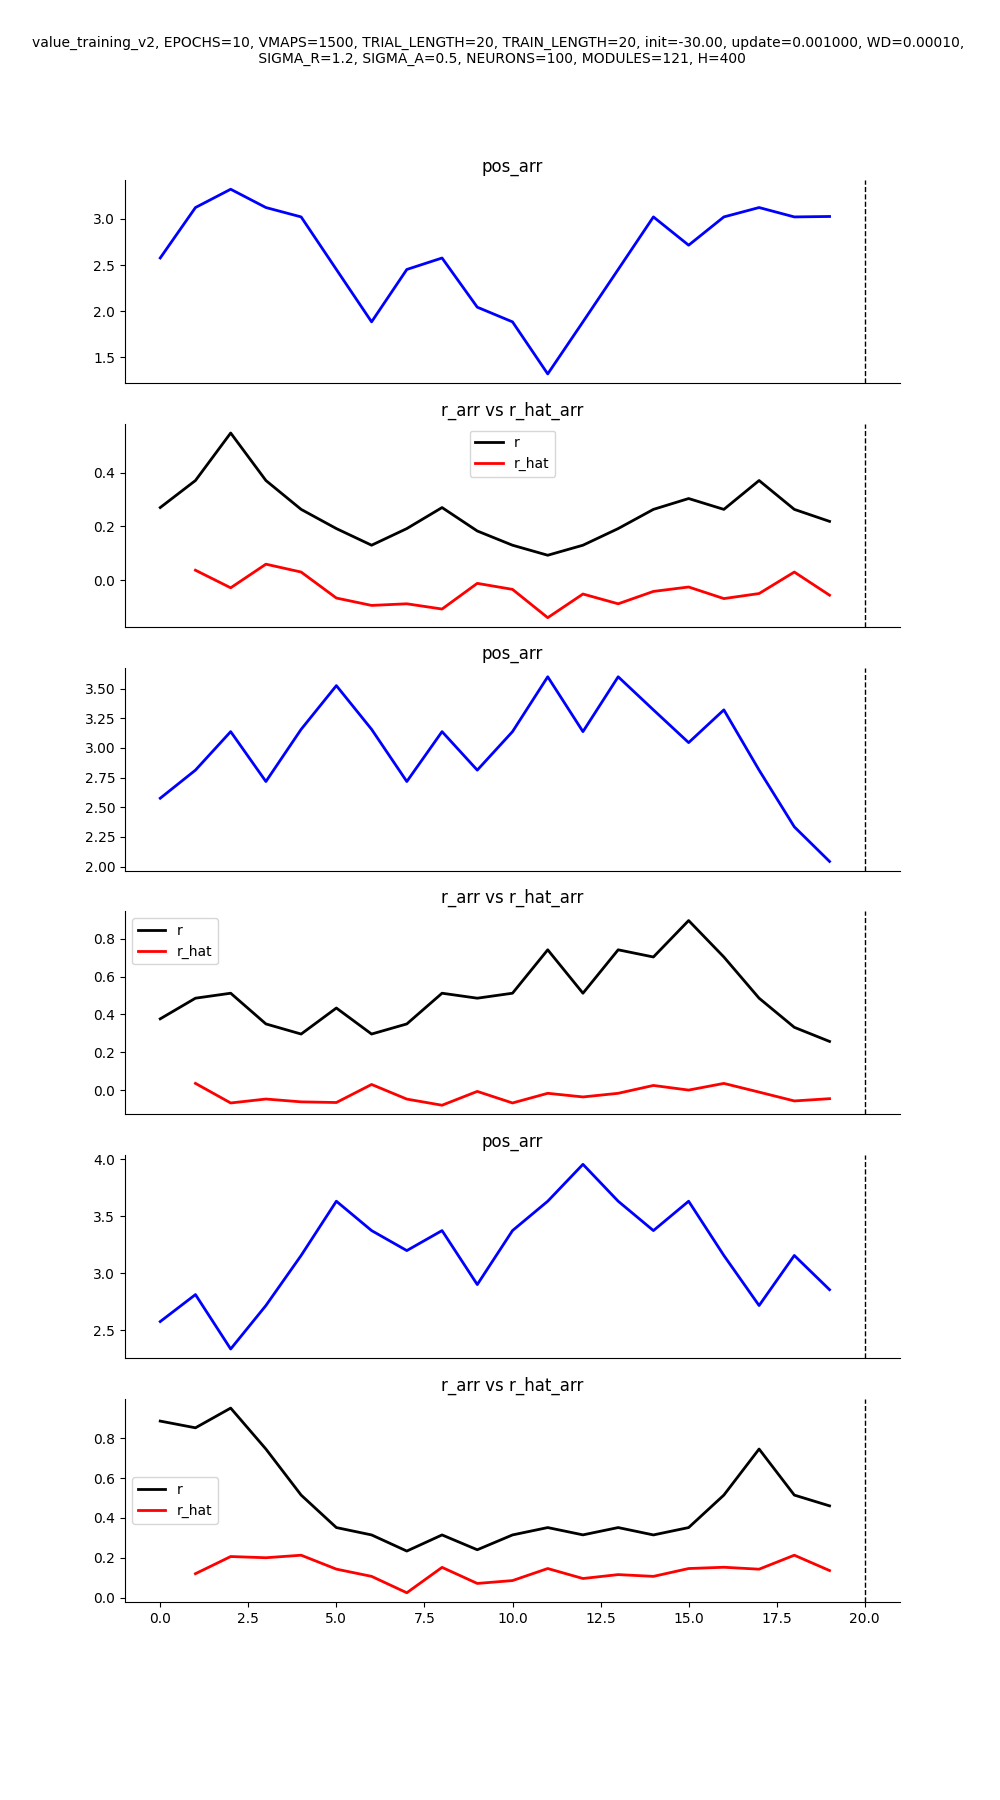 value_training_v2, EPOCHS=10, VMAPS=1500, TRIAL_LENGTH=20, TRAIN_LENGTH=20, init=-30.00, update=0.001000, WD=0.00010,
SIGMA_R=1.2, SIGMA_A=0.5, NEURONS=100, MODULES=121, H=400
pos_arr
3.0
2.5
2.0
1.5
r_arr vs r_hat_arr
r
r_hat
0.4
0.2
0.0
pos_arr
3.50
3.25
3.00
2.75
2.50
2.25
2.00
r_arr vs r_hat_arr
r
r_hat
0.8
0.6
0.4
0.2
0.0
pos_arr
4.0
3.5
3.0
2.5
r_arr vs r_hat_arr
r
r_hat
0.8
0.6
0.4
0.2
0.0
0.0 2.5 5.0 7.5 10.0 12.5 15.0 17.5 20.0